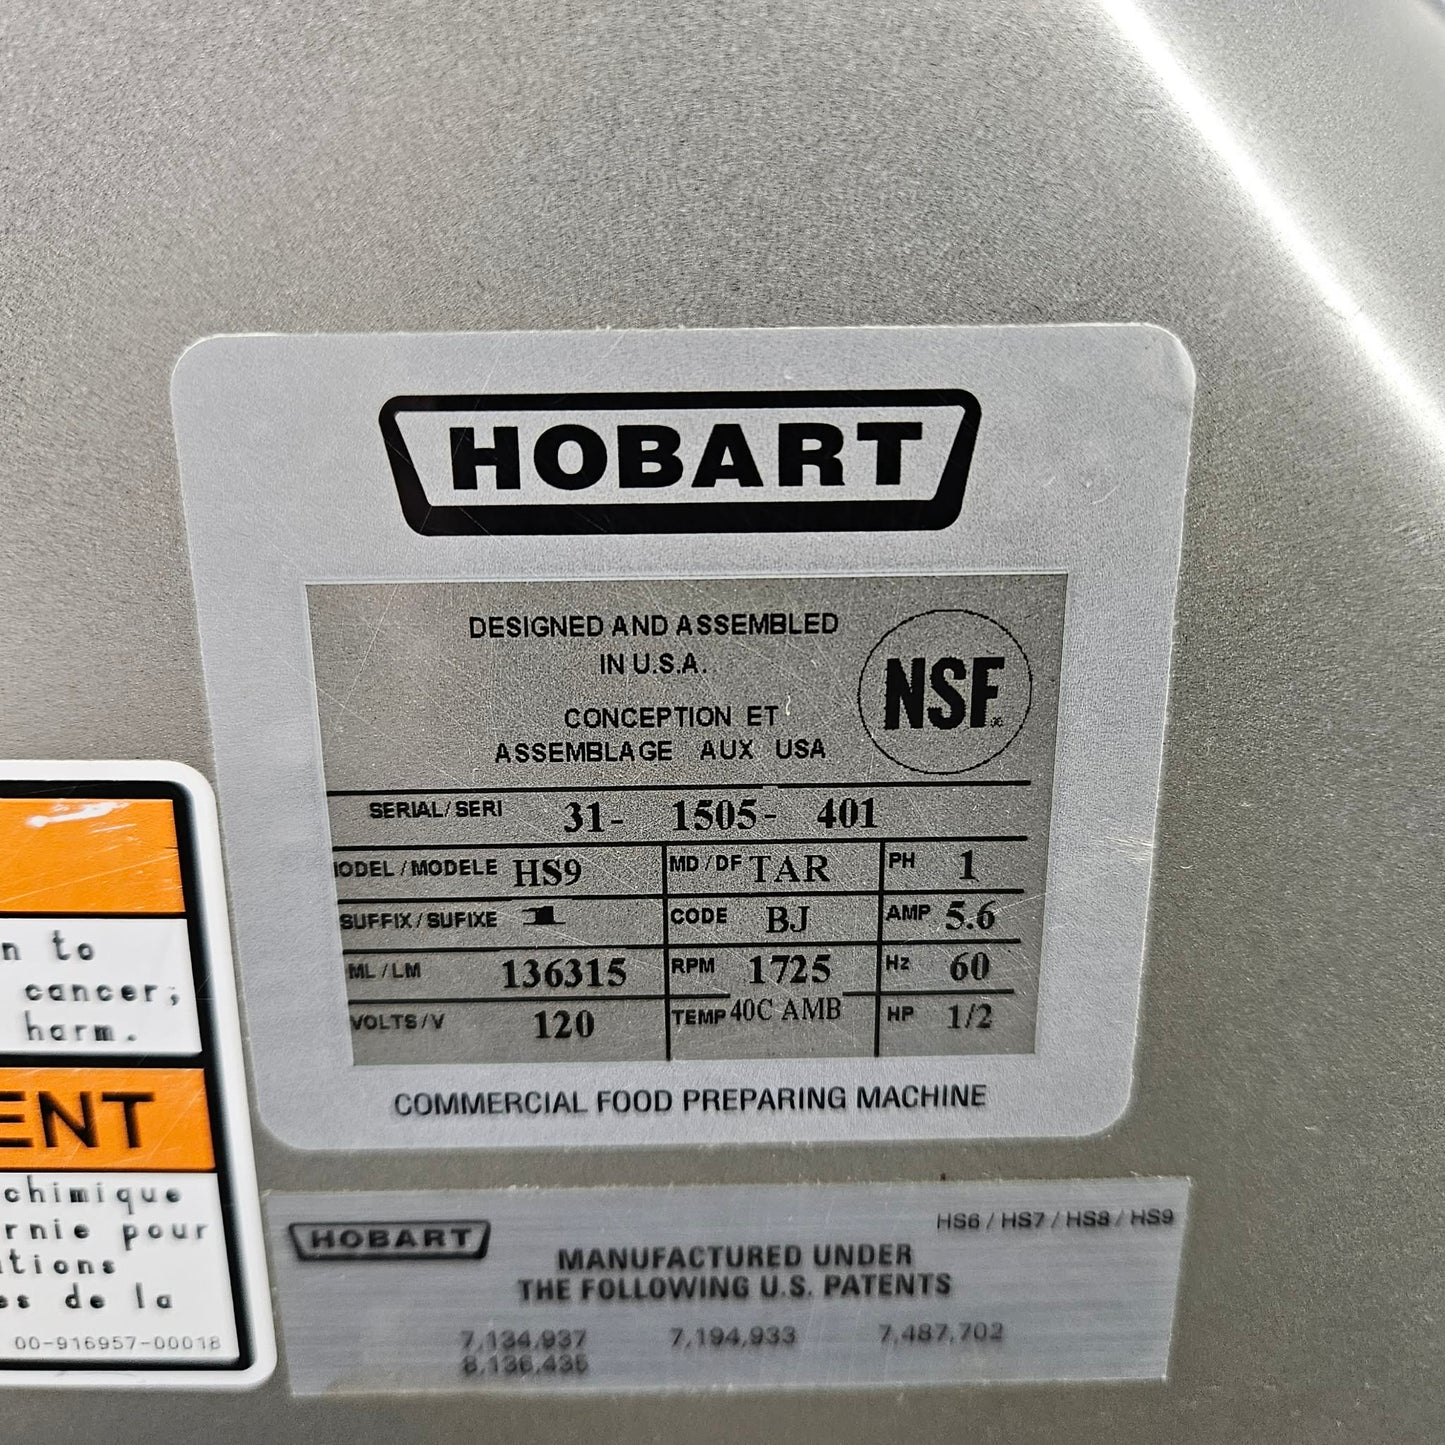 HOBART
DESIGNED AND ASSEMBLED
IN U.S.A.
CONCEPTION ET
ASSEMBLAGE AUX USA
NSF
SERIAL/SERI 31- 1505- 401
ODEL / MODELE HS9 MD / DF TAR PH 1
SUFFIX / SUFIXE 1 CODE BJ AMP 5.6
ML / LM 136315 RPM 1725 Hz 60
VOLTS / V 120 TEMP 40C AMB HP 1/2
COMMERCIAL FOOD PREPARING MACHINE
n to
cancer;
harm.
ENT
chimique
rnie pour
tions
es de la
00-916957-00018
HOBART
HS6 / HS7 / HS8 / HS9
MANUFACTURED UNDER
THE FOLLOWING U.S. PATENTS
7,134,937 7,194,933 7,487,702
8,136,435